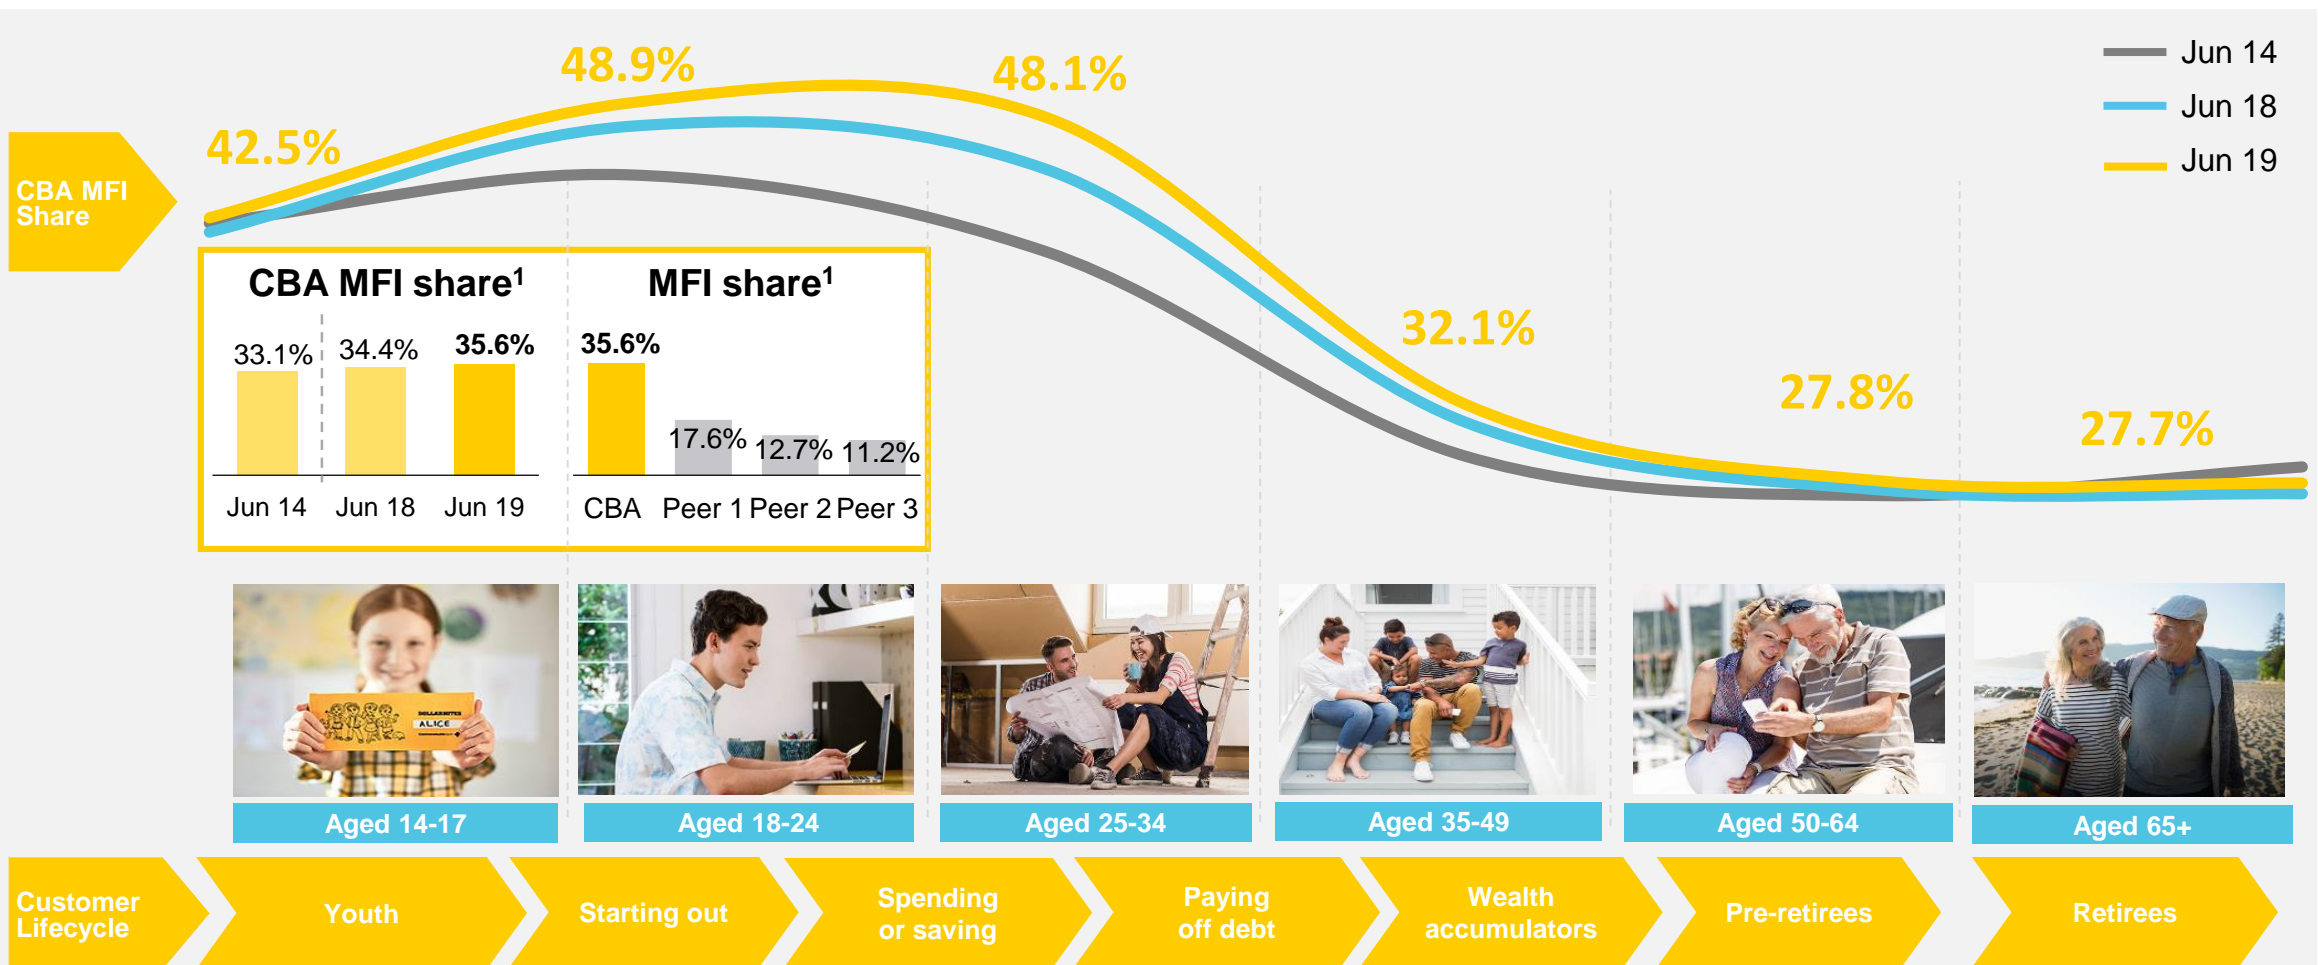 48.9%
48.1%
42.5%
Jun 14
Jun 18
Jun 19
CBA MFI
Share
CBA MFI share¹
33.1%
34.4%
35.6%
Jun 14
Jun 18
Jun 19
MFI share¹
35.6%
17.6%
12.7%
11.2%
CBA
Peer 1
Peer 2
Peer 3
32.1%
27.8%
27.7%
DOLLARMITES
ALICE
Aged 14-17
Aged 18-24
Aged 25-34
Aged 35-49
Aged 50-64
Aged 65+
Customer
Lifecycle
Youth
Starting out
Spending
or saving
Paying
off debt
Wealth
accumulators
Pre-retirees
Retirees